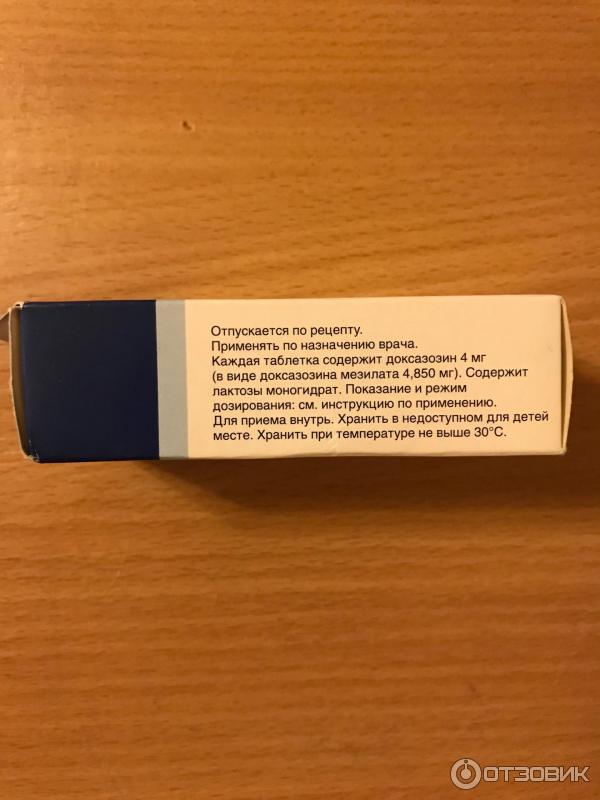 Отпускается по рецепту.
Применять по назначению врача.
Каждая таблетка содержит доксазозин 4 мг
(в виде доксазозина мезилата 4,850 мг). Содержит
лактозы моногидрат. Показание и режим
дозирования: см. инструкцию по применению.
Для приема внутрь. Хранить в недоступном для детей
месте. Хранить при температуре не выше 30°С.
ОТЗОВИК